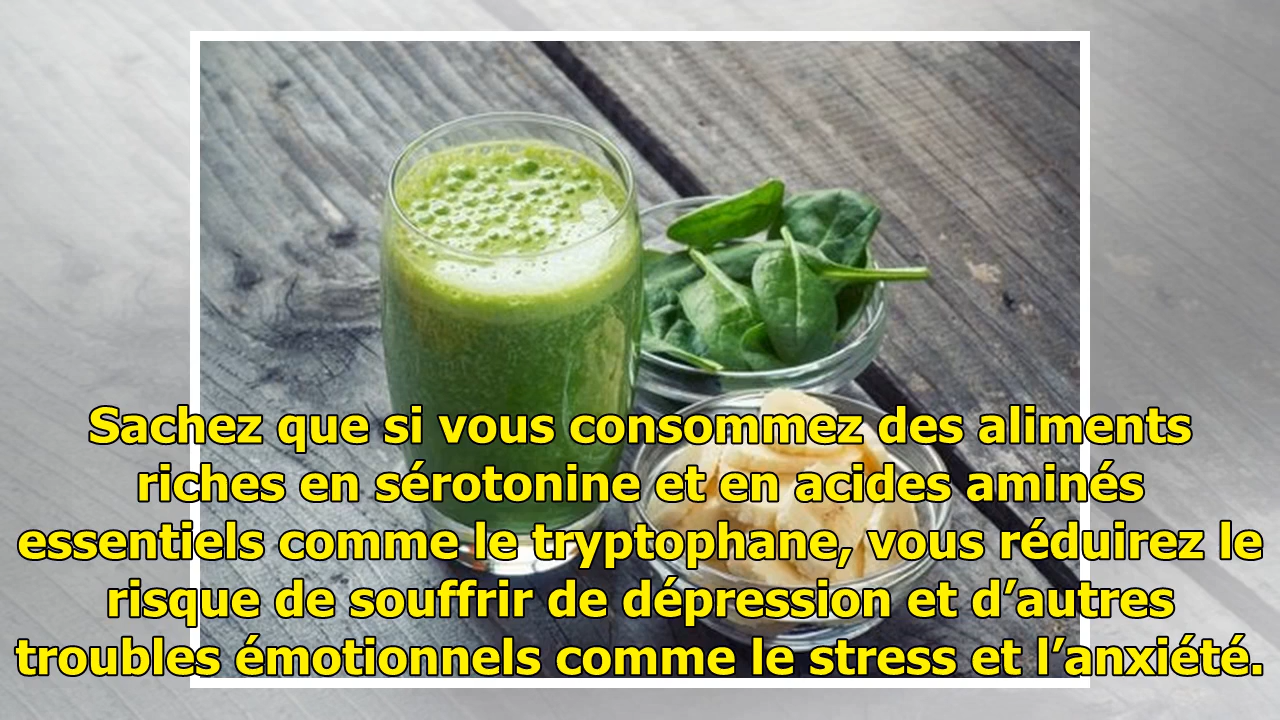 Sachez que si vous consommez des aliments
riches en sérotonine et en acides aminés
essentiels comme le tryptophane, vous réduirez le
risque de souffrir de dépression et d’autres
troubles émotionnels comme le stress et l’anxiété.